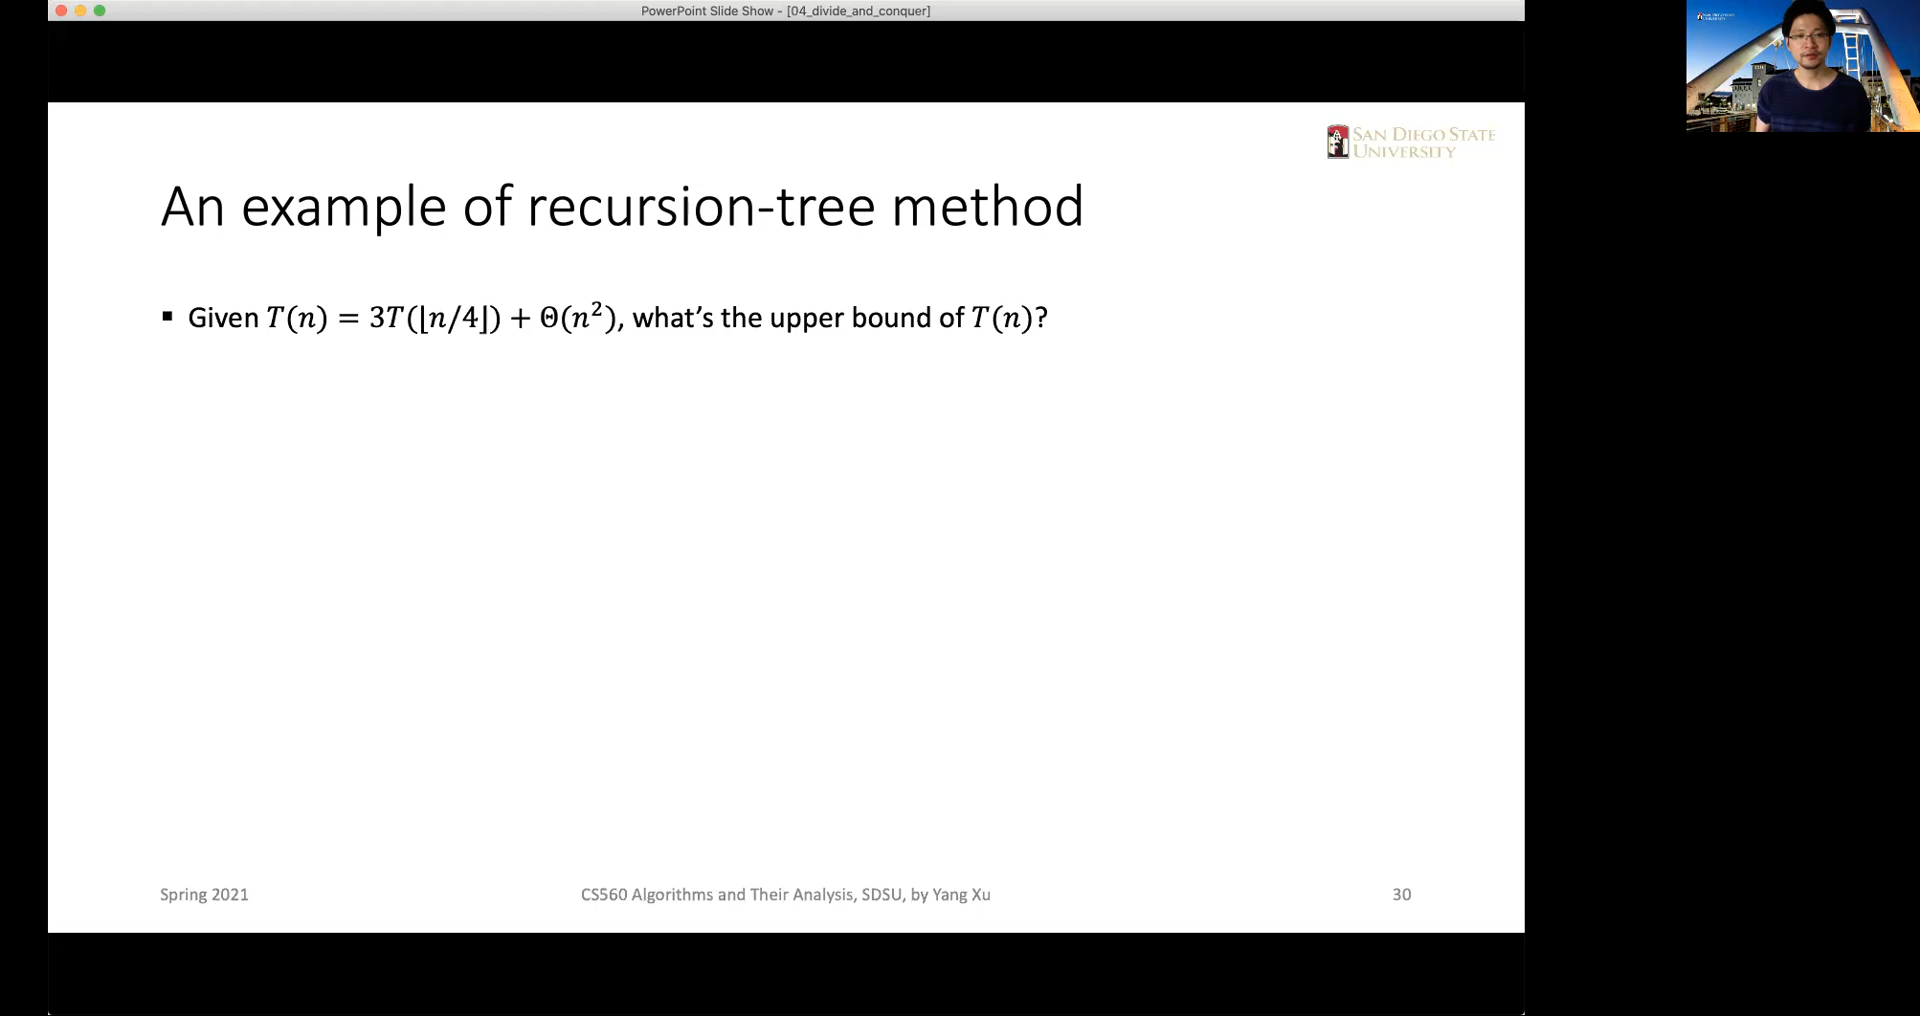 PowerPoint Slide Show - [04_divide_and_conquer]
SAN DIEGO STATE
UNIVERSITY
An example of recursion-tree method
▪ Given T(n) = 3T(⌊n/4⌋) + Θ(n²), what’s the upper bound of T(n)?
Spring 2021
CS560 Algorithms and Their Analysis, SDSU, by Yang Xu
30